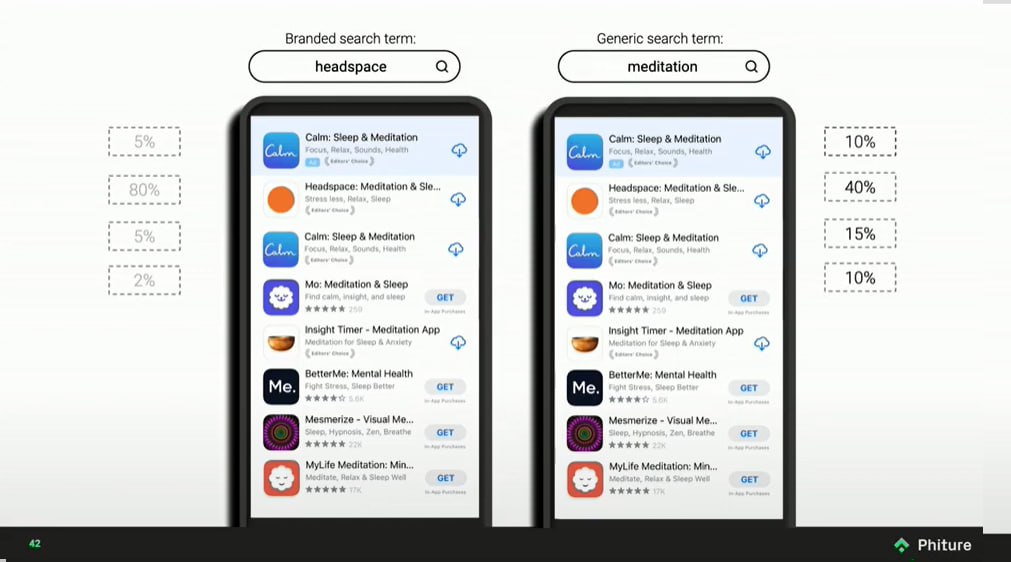 Branded search term:
headspace
5%
80%
5%
2%
Calm: Sleep & Meditation
Focus, Relax, Sounds, Health
Ad Editors' Choice
Headspace: Meditation & Sle...
Stress less, Relax, Sleep
Editors' Choice
Calm: Sleep & Meditation
Focus, Relax, Sounds, Health
Editors' Choice
Mo: Meditation & Sleep
Find calm, insight, and sleep
259
GET
In-App Purchases
Insight Timer - Meditation App
Meditation for Sleep & Anxiety
Editors' Choice
Me.
BetterMe: Mental Health
Fight Stress, Sleep Better
5.6K
GET
In-App Purchases
Mesmerize - Visual Me...
Sleep, Hypnosis, Zen, Breathe
22K
GET
In-App Purchases
MyLife Meditation: Min...
Meditate, Relax & Sleep Well
17K
GET
In-App Purchases
Generic search term:
meditation
Calm
Calm: Sleep & Meditation
Focus, Relax, Sounds, Health
Ad Editors' Choice
Headspace: Meditation & Sle...
Stress less, Relax, Sleep
Editors' Choice
Calm
Calm: Sleep & Meditation
Focus, Relax, Sounds, Health
Editors' Choice
Mo: Meditation & Sleep
Find calm, insight, and sleep
259
GET
In-App Purchases
Insight Timer - Meditation App
Meditation for Sleep & Anxiety
Editors' Choice
Me.
BetterMe: Mental Health
Fight Stress, Sleep Better
5.6K
GET
In-App Purchases
Mesmerize - Visual Me...
Sleep, Hypnosis, Zen, Breathe
22K
GET
In-App Purchases
MyLife Meditation: Min...
Meditate, Relax & Sleep Well
17K
GET
In-App Purchases
10%
40%
15%
10%
42
Phiture